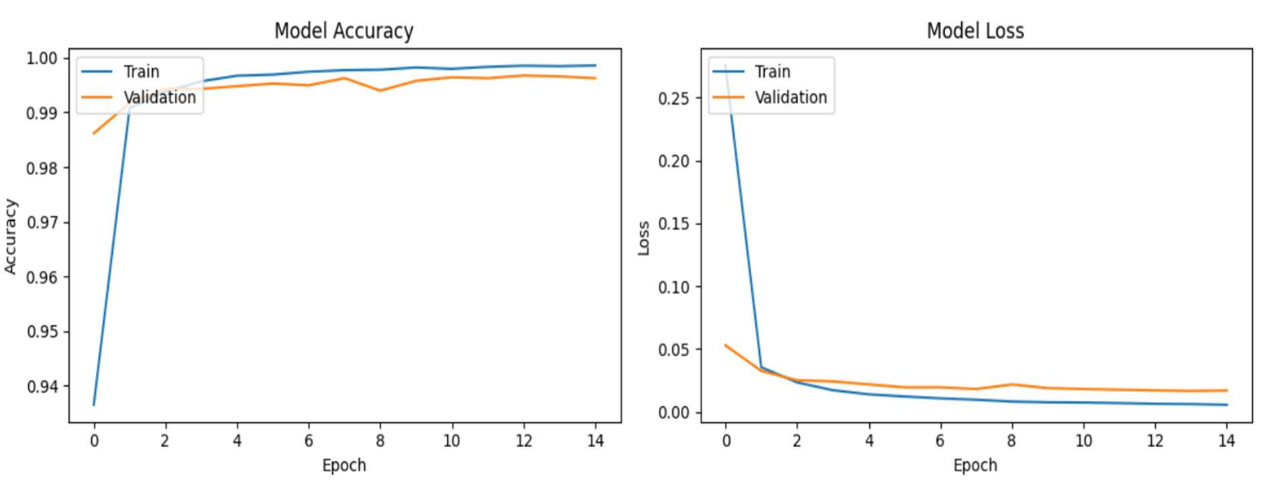 Model Accuracy
1.00
0.99
0.98
0.97
0.96
0.95
0.94
Accuracy
Train
Validation
0 2 4 6 8 10 12 14
Epoch
Model Loss
0.25
0.20
0.15
0.10
0.05
0.00
Loss
Train
Validation
0 2 4 6 8 10 12 14
Epoch